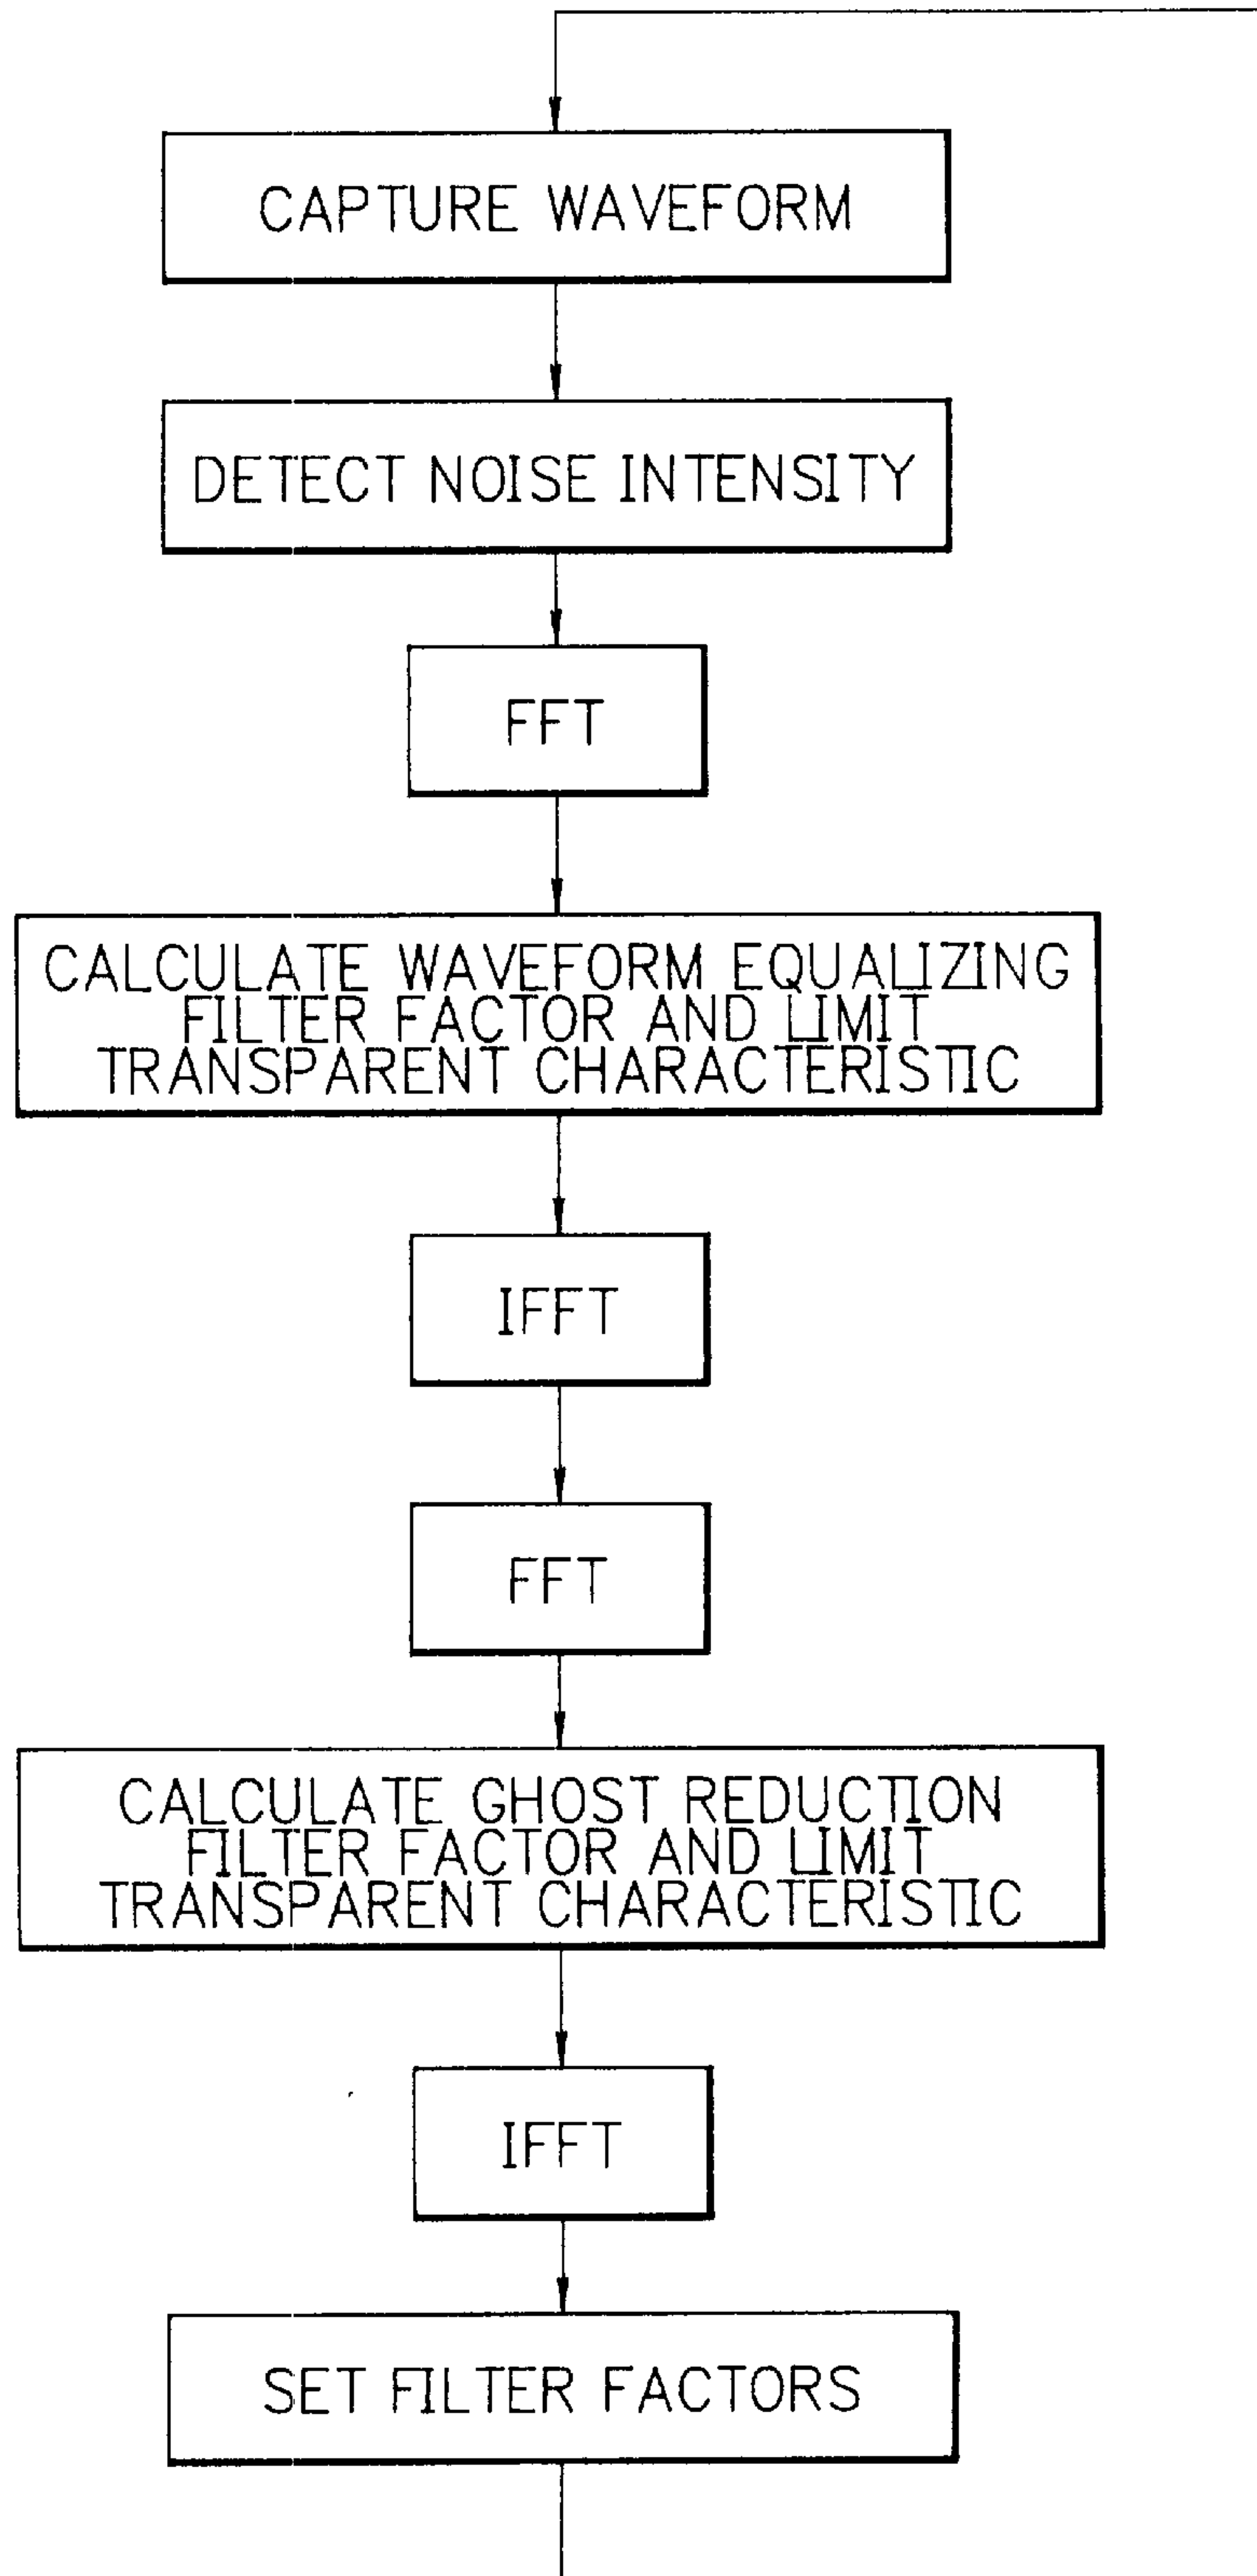 CAPTURE WAVEFORM
DETECT NOISE INTENSITY
FFT
CALCULATE WAVEFORM EQUALIZING
FILTER FACTOR AND LIMIT
TRANSPARENT CHARACTERISTIC
IFFT
FFT
CALCULATE GHOST REDUCTION
FILTER FACTOR AND LIMIT
TRANSPARENT CHARACTERISTIC
IFFT
SET FILTER FACTORS